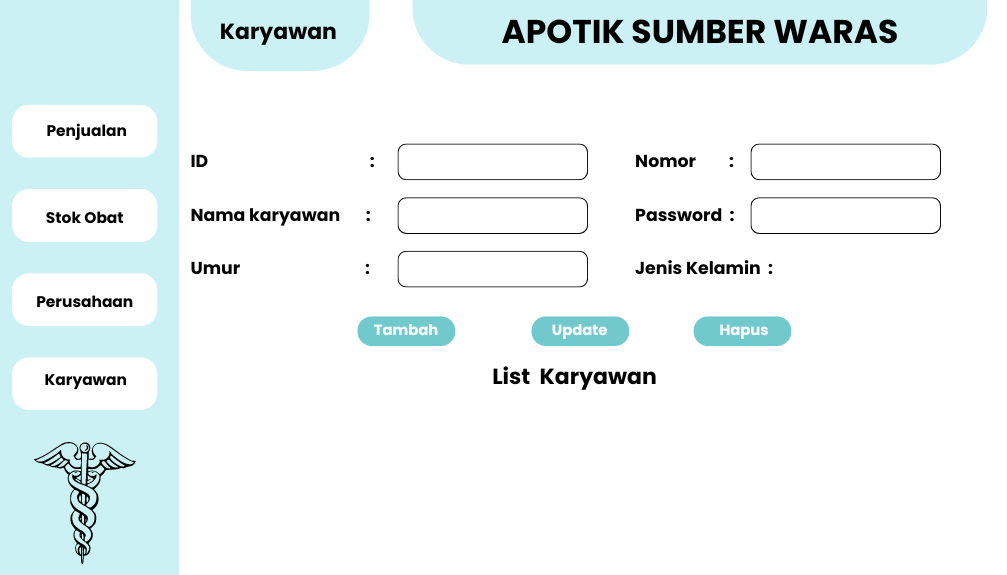 Karyawan
APOTIK SUMBER WARAS
Penjualan
Stok Obat
Perusahaan
Karyawan
ID :
Nomor :
Nama karyawan :
Password :
Umur :
Jenis Kelamin :
Tambah
Update
Hapus
List Karyawan